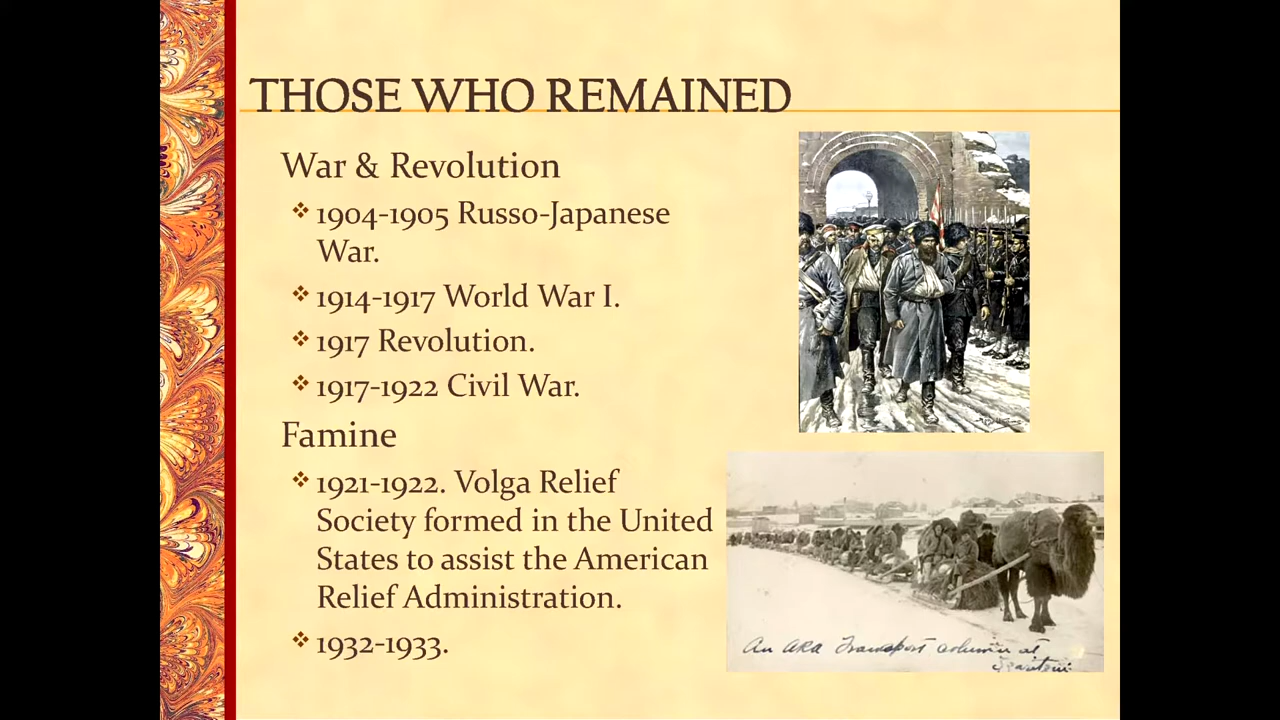 THOSE WHO REMAINED
War & Revolution
❖ 1904-1905 Russo-Japanese
War.
❖ 1914-1917 World War I.
❖ 1917 Revolution.
❖ 1917-1922 Civil War.
Famine
❖ 1921-1922. Volga Relief
Society formed in the United
States to assist the American
Relief Administration.
❖ 1932-1933.
An ARA Transport column at